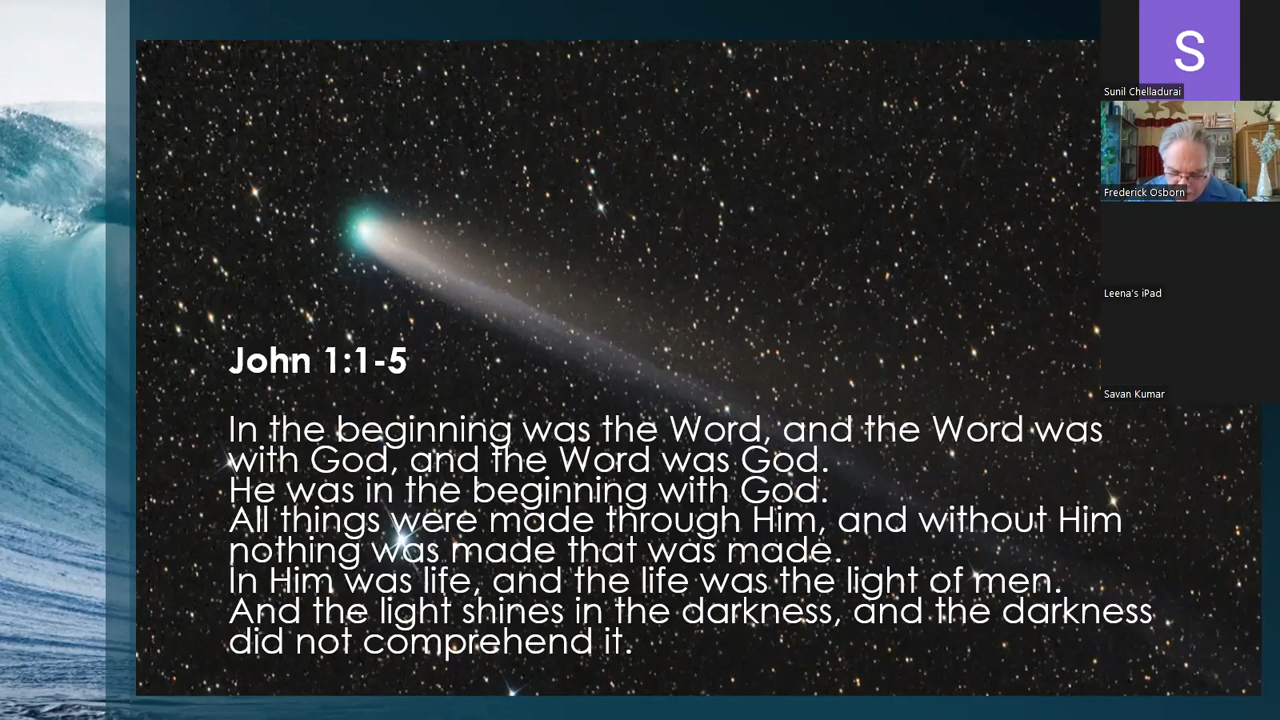 S
Sunil Chelladurai
Frederick Osborn
Leena's iPad
Savan Kumar
John 1:1-5
In the beginning was the Word, and the Word was
with God, and the Word was God.
He was in the beginning with God.
All things were made through Him, and without Him
nothing was made that was made.
In Him was life, and the life was the light of men.
And the light shines in the darkness, and the darkness
did not comprehend it.